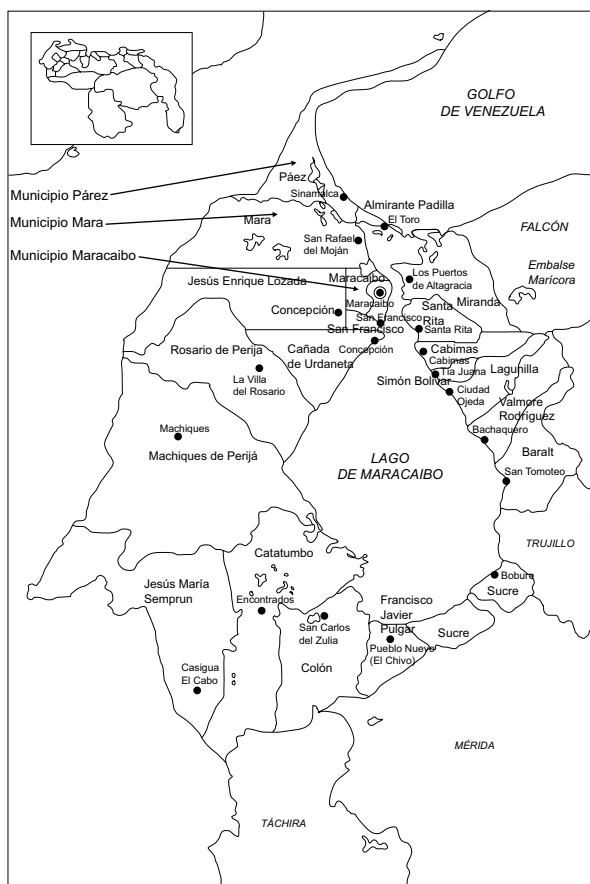 GOLFO
DE VENEZUELA
Páez
Municipio Párez
Sinamalca
Almirante Padilla
Municipio Mara
Mara
El Toro
FALCÓN
San Rafael
del Moján
Municipio Maracaibo
Embalse
Marícora
Maracaibo
Jesús Enrique Lozada
Los Puertos
de Altagracia
Maracaibo
Santa
Rita
Miranda
Concepción
San Francisco
San Francisco
Santa Rita
Concepción
Rosario de Perija
Cañada
de Urdaneta
Cabimas
Cabimas
Tía Juana
Lagunilla
La Villa
del Rosario
Simón Bolívar
Ciudad
Ojeda
Valmore
Rodríguez
Machiques
Bachaquero
Machiques de Perijá
LAGO
DE MARACAIBO
Baralt
San Tomoteo
TRUJILLO
Catatumbo
Jesús María
Semprun
Bobure
Sucre
Encontrados
Francisco
Javier
Pulgar
San Carlos
del Zulia
Sucre
Pueblo Nuevo
(El Chivo)
Casigua
El Cabo
Colón
MÉRIDA
TÁCHIRA